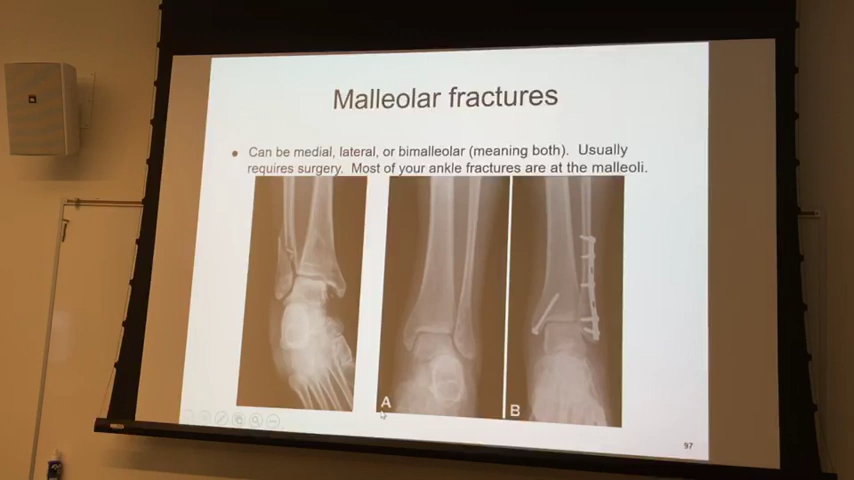 Malleolar fractures
● Can be medial, lateral, or bimalleolar (meaning both). Usually
requires surgery. Most of your ankle fractures are at the malleoli.
A
B
97